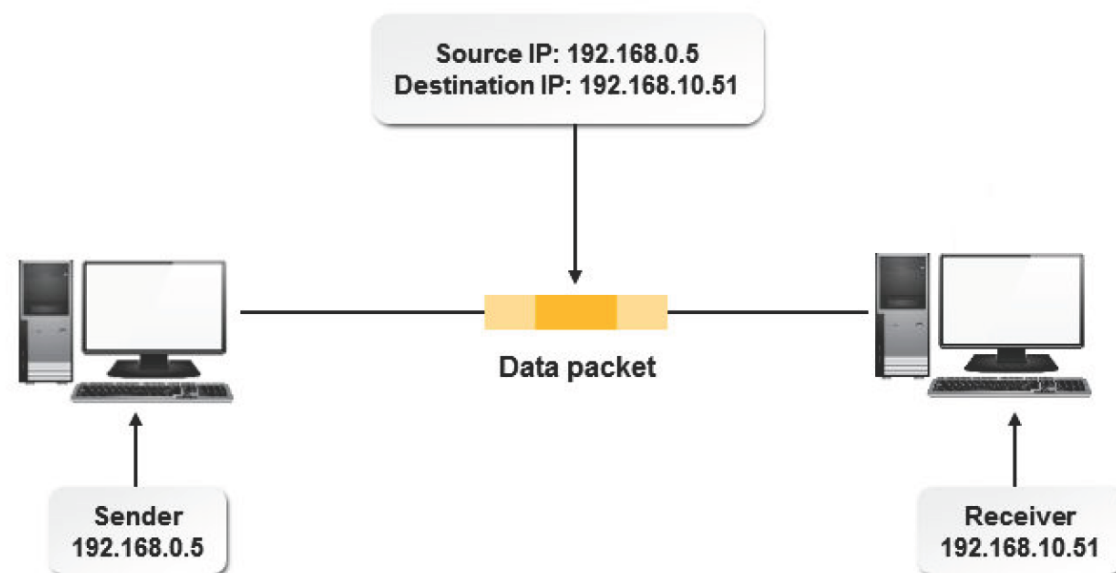 Source IP: 192.168.0.5
Destination IP: 192.168.10.51
Data packet
Sender
192.168.0.5
Receiver
192.168.10.51